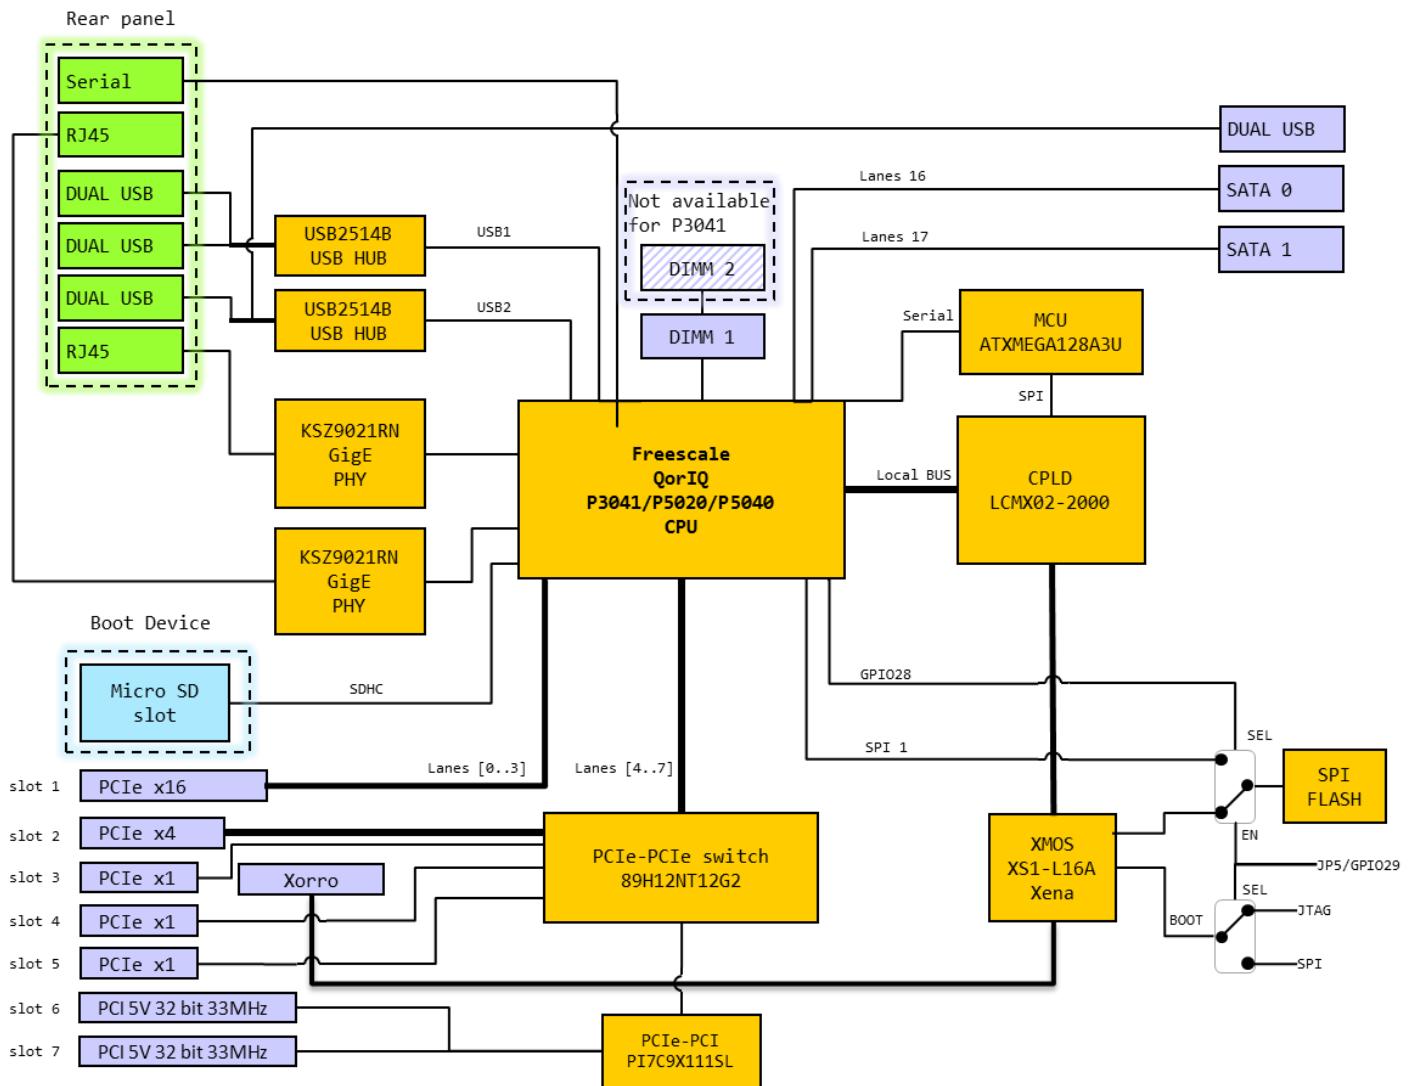 Rear panel
Serial
RJ45
DUAL USB
DUAL USB
DUAL USB
RJ45
USB2514B
USB HUB
USB2514B
USB HUB
USB1
USB2
Not available
for P3041
DIMM 2
DIMM 1
Lanes 16
Lanes 17
DUAL USB
SATA 0
SATA 1
Serial
MCU
ATXMEGA128A3U
SPI
KSZ9021RN
GigE
PHY
KSZ9021RN
GigE
PHY
Freescale
QorIQ
P3041/P5020/P5040
CPU
Local BUS
CPLD
LCMX02-2000
Boot Device
Micro SD
slot
SDHC
GPIO28
SPI 1
SEL
SPI
FLASH
EN
JP5/GPIO29
SEL
JTAG
SPI
BOOT
XMOS
XS1-L16A
Xena
Lanes [0..3]
Lanes [4..7]
slot 1
PCIe x16
slot 2
PCIe x4
slot 3
PCIe x1
Xorro
slot 4
PCIe x1
slot 5
PCIe x1
slot 6
PCI 5V 32 bit 33MHz
slot 7
PCI 5V 32 bit 33MHz
PCIe-PCIe switch
89H12NT12G2
PCIe-PCI
PI7C9X111SL